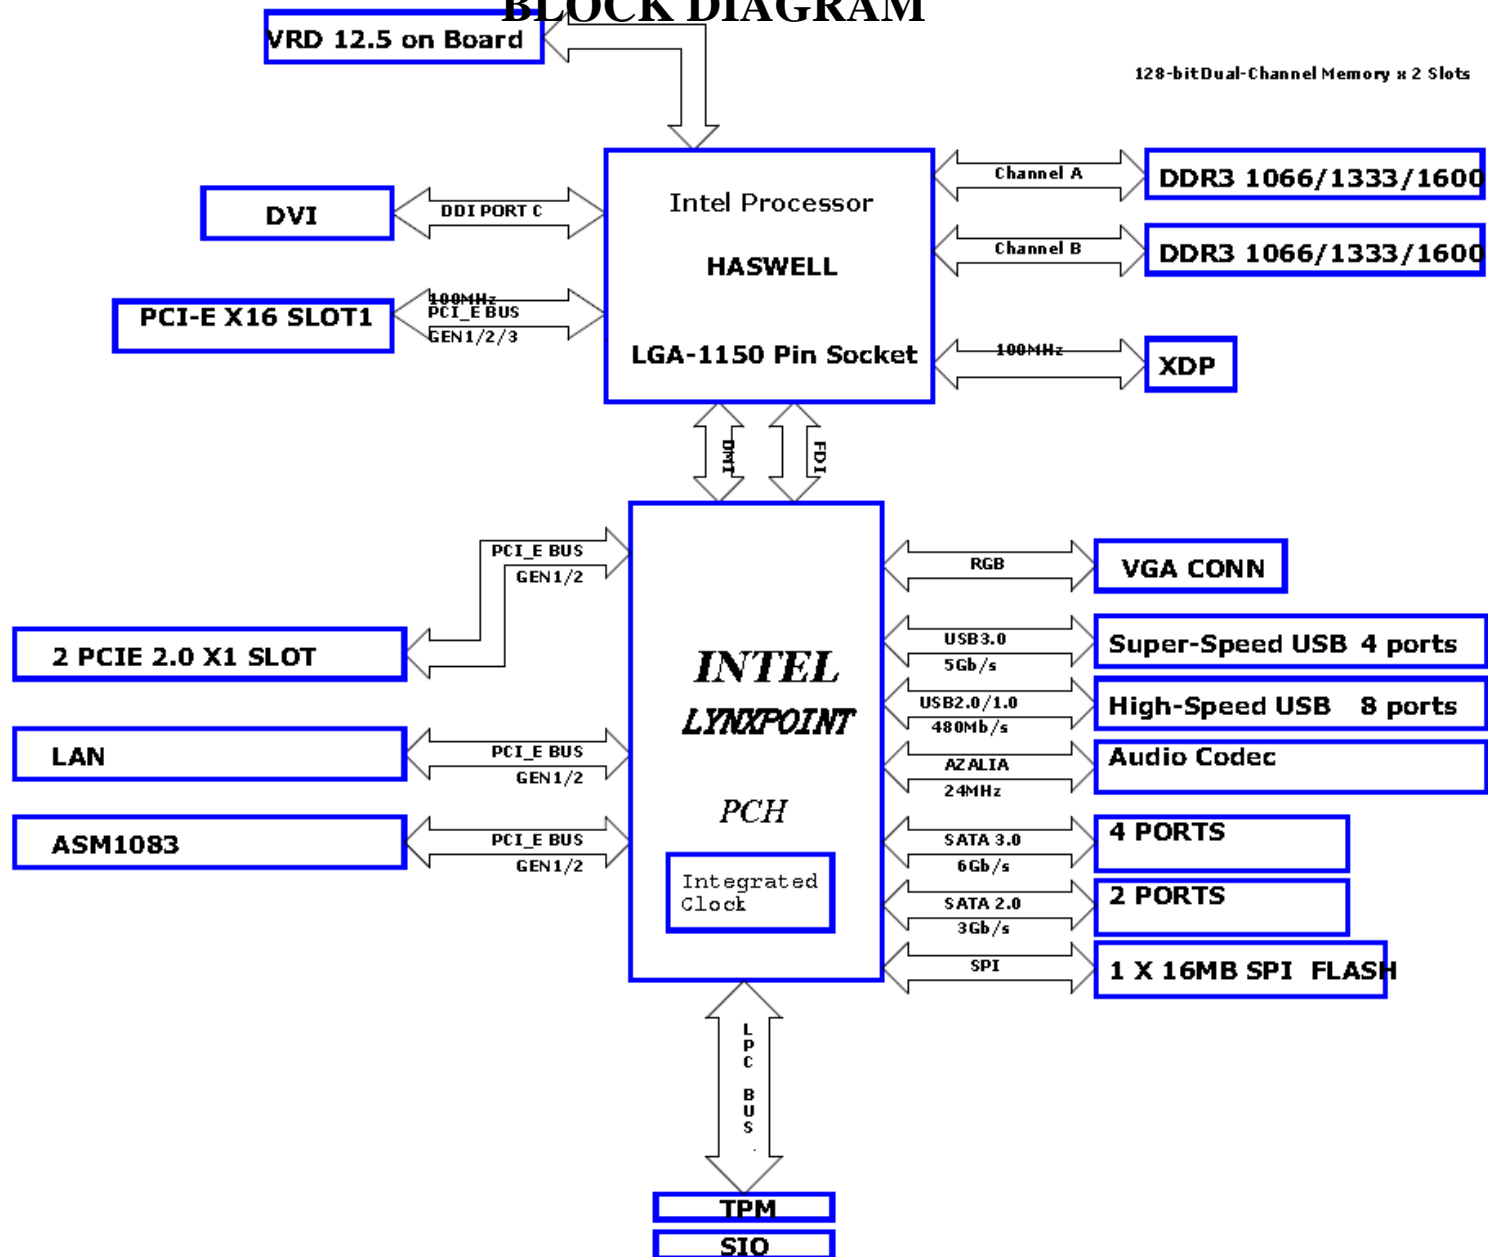 BLOCK DIAGRAM
VRD 12.5 on Board
128-bit Dual-Channel Memory x 2 Slots
Intel Processor
HASWELL
LGA-1150 Pin Socket
DVI
DDI PORT C
PCI-E X16 SLOT1
100MHz
PCI_E BUS
GEN1/2/3
Channel A
DDR3 1066/1333/1600
Channel B
DDR3 1066/1333/1600
100MHz
XDP
DMI
FDI
INTEL
LYNXPOINT
PCH
Integrated
Clock
PCI_E BUS
GEN1/2
2 PCIE 2.0 X1 SLOT
LAN
PCI_E BUS
GEN1/2
ASM1083
PCI_E BUS
GEN1/2
RGB
VGA CONN
USB3.0
5Gb/s
Super-Speed USB 4 ports
USB2.0/1.0
480Mb/s
High-Speed USB 8 ports
AZALIA
24MHz
Audio Codec
SATA 3.0
6Gb/s
4 PORTS
SATA 2.0
3Gb/s
2 PORTS
SPI
1 X 16MB SPI FLASH
LPC BUS
TPM
SIO